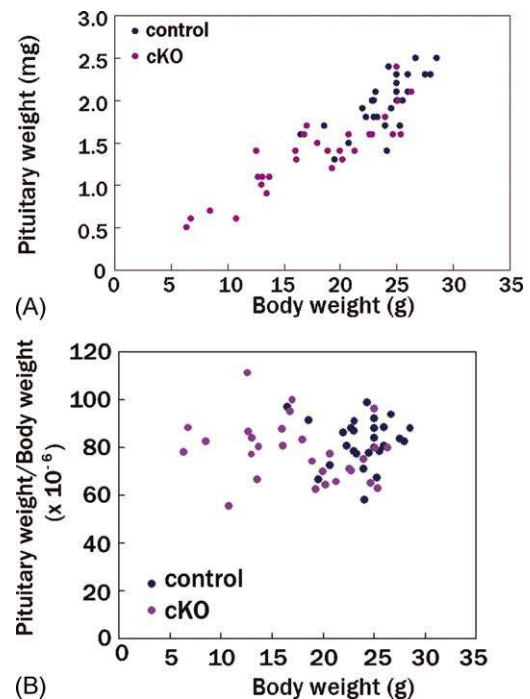 control
cKO
3.0
2.5
2.0
1.5
1.0
0.5
0
Pituitary weight (mg)
0 5 10 15 20 25 30 35
(A) Body weight (g)
120
100
80
60
40
20
0
Pituitary weight/Body weight
(x 10⁻⁶)
control
cKO
0 5 10 15 20 25 30 35
(B) Body weight (g)